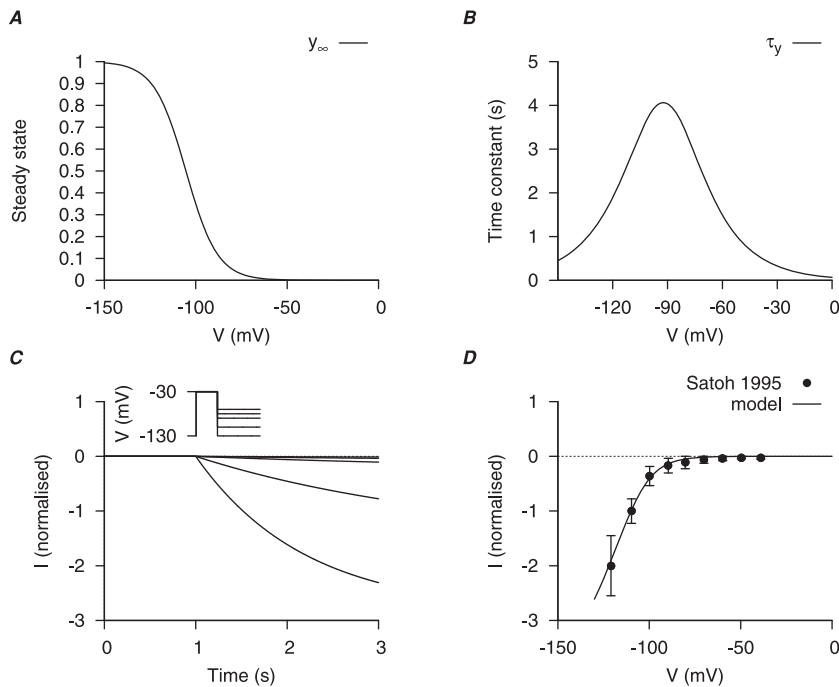 A
y∞
1
0.9
0.8
0.7
0.6
0.5
0.4
0.3
0.2
0.1
0
Steady state
-150 -100 -50 0
V (mV)
B
τy
5
4
3
2
1
0
Time constant (s)
-120 -90 -60 -30 0
V (mV)
C
V (mV)
-30
-130
1
0
-1
-2
-3
I (normalised)
0 1 2 3
Time (s)
D
Satoh 1995
model
1
0
-1
-2
-3
I (normalised)
-150 -100 -50 0
V (mV)